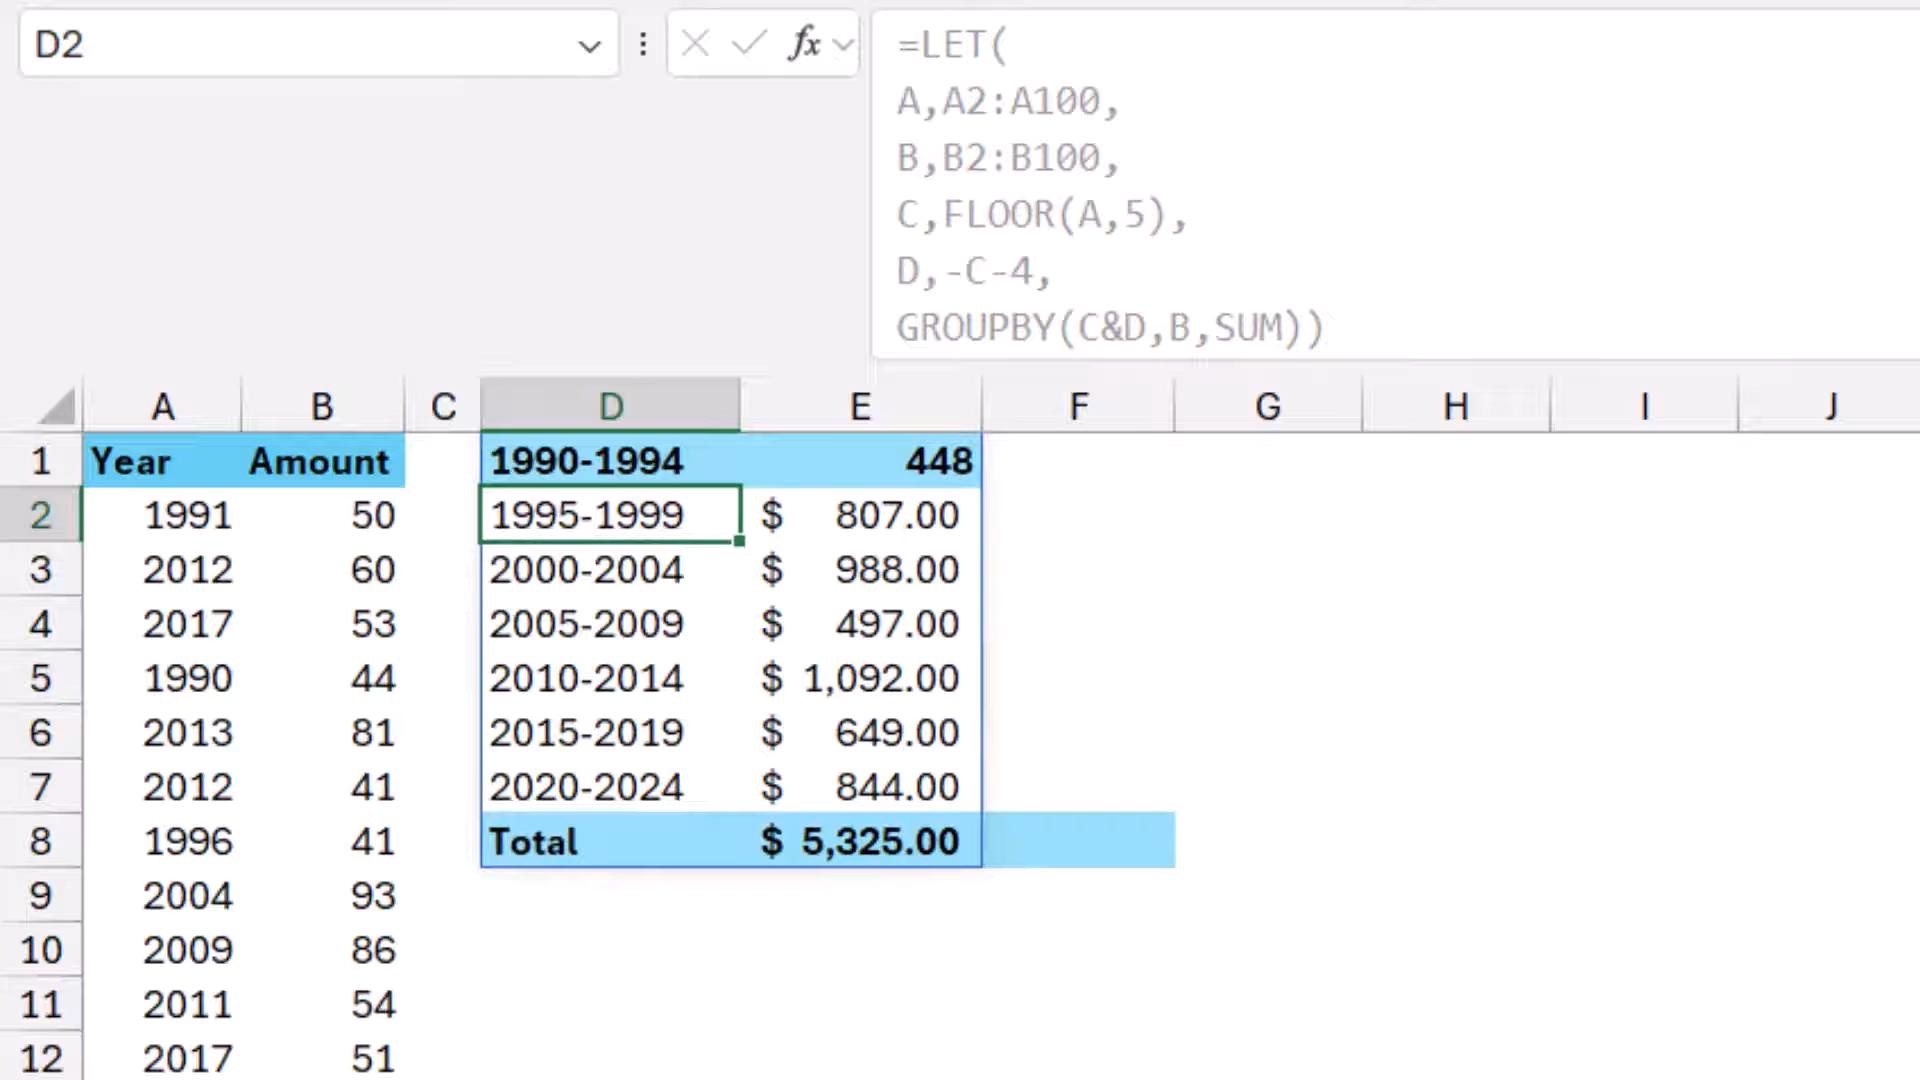 D2
fx
=LET(
A,A2:A100,
B,B2:B100,
C,FLOOR(A,5),
D,-C-4,
GROUPBY(C&D,B,SUM))
A B C D E F G H I J
1 Year Amount 1990-1994 448
2 1991 50 1995-1999 $ 807.00
3 2012 60 2000-2004 $ 988.00
4 2017 53 2005-2009 $ 497.00
5 1990 44 2010-2014 $ 1,092.00
6 2013 81 2015-2019 $ 649.00
7 2012 41 2020-2024 $ 844.00
8 1996 41 Total $ 5,325.00
9 2004 93
10 2009 86
11 2011 54
12 2017 51